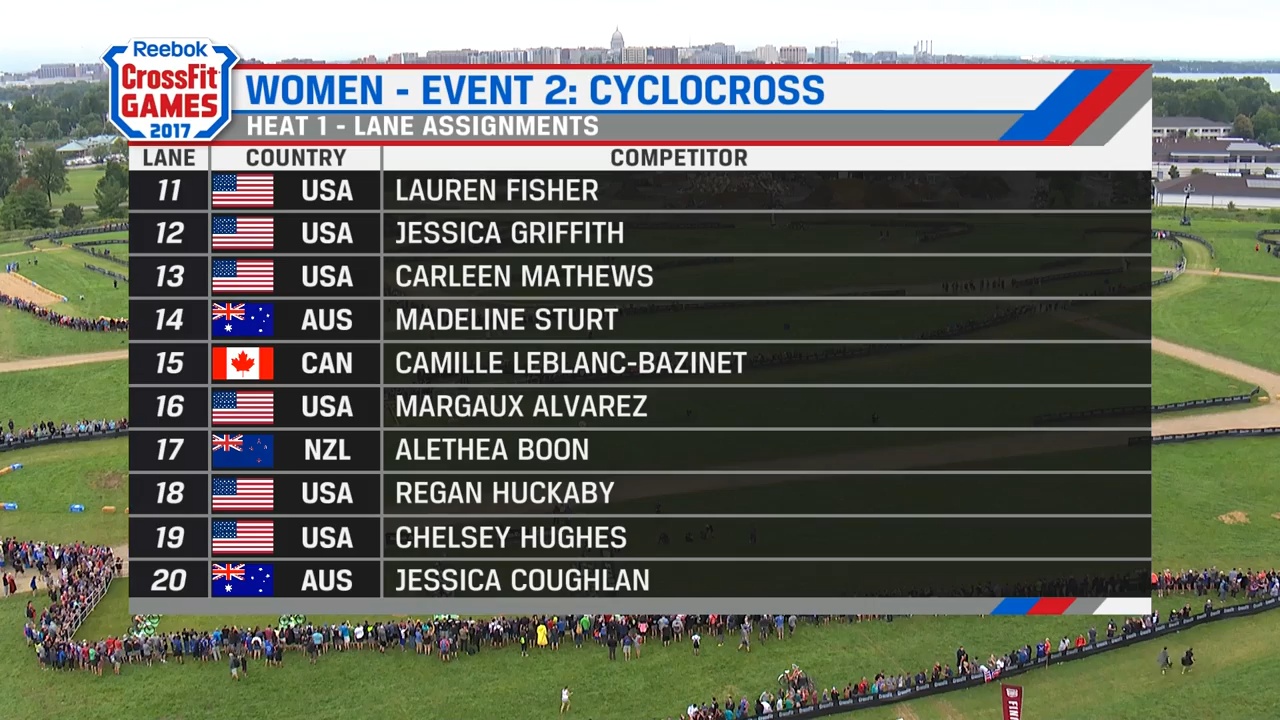 Reebok
CrossFit
GAMES
2017
WOMEN - EVENT 2: CYCLOCROSS
HEAT 1 - LANE ASSIGNMENTS
LANE COUNTRY COMPETITOR
11 USA LAUREN FISHER
12 USA JESSICA GRIFFITH
13 USA CARLEEN MATHEWS
14 AUS MADELINE STURT
15 CAN CAMILLE LEBLANC-BAZINET
16 USA MARGAUX ALVAREZ
17 NZL ALETHEA BOON
18 USA REGAN HUCKABY
19 USA CHELSEY HUGHES
20 AUS JESSICA COUGHLAN